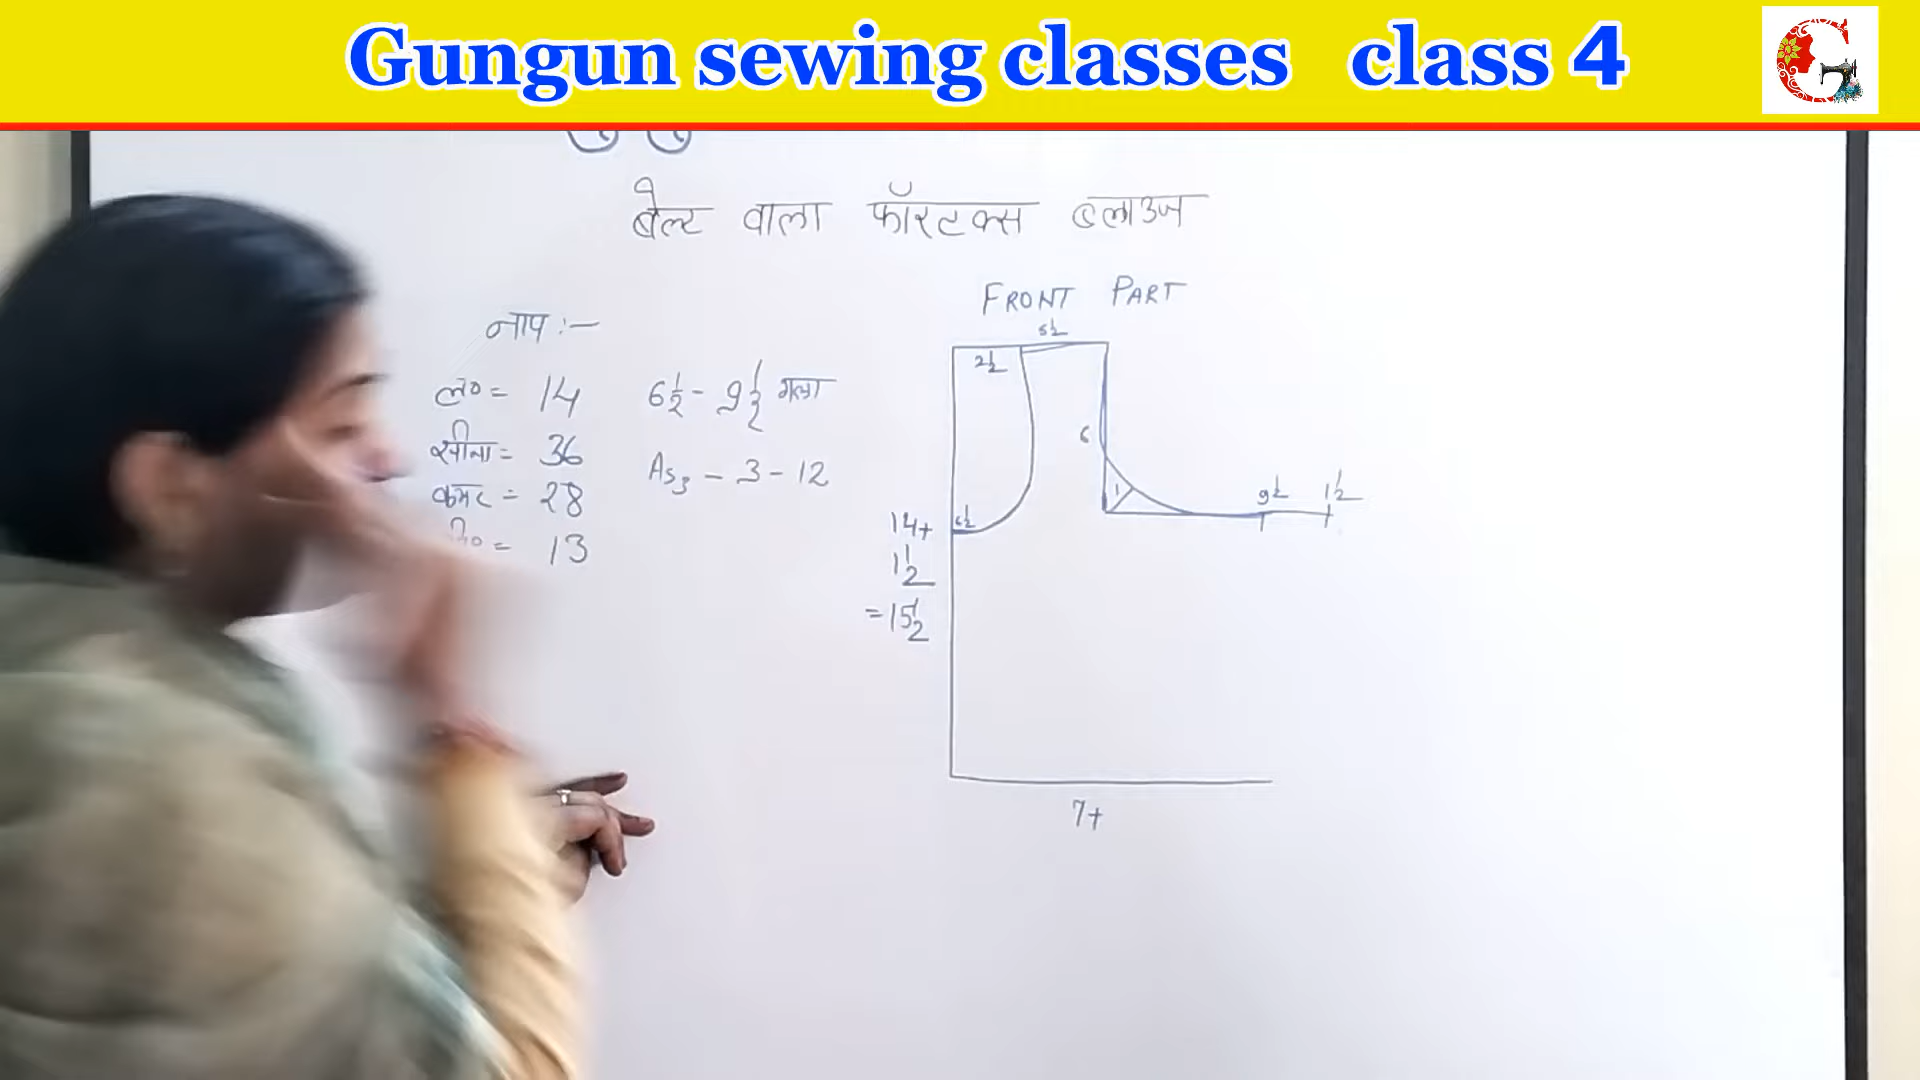 Gungun sewing classes class 4
बेल्ट वाला फॉरटक्स ब्लाउज
FRONT PART
नाप :-
ल० = 14
6½ - 9½ गला
सीना = 36
As₃ - 3 - 12
कमर = 28
= 13
5½
2½
6
1
9½ 1½
6½
14+
1½
=15½
7+